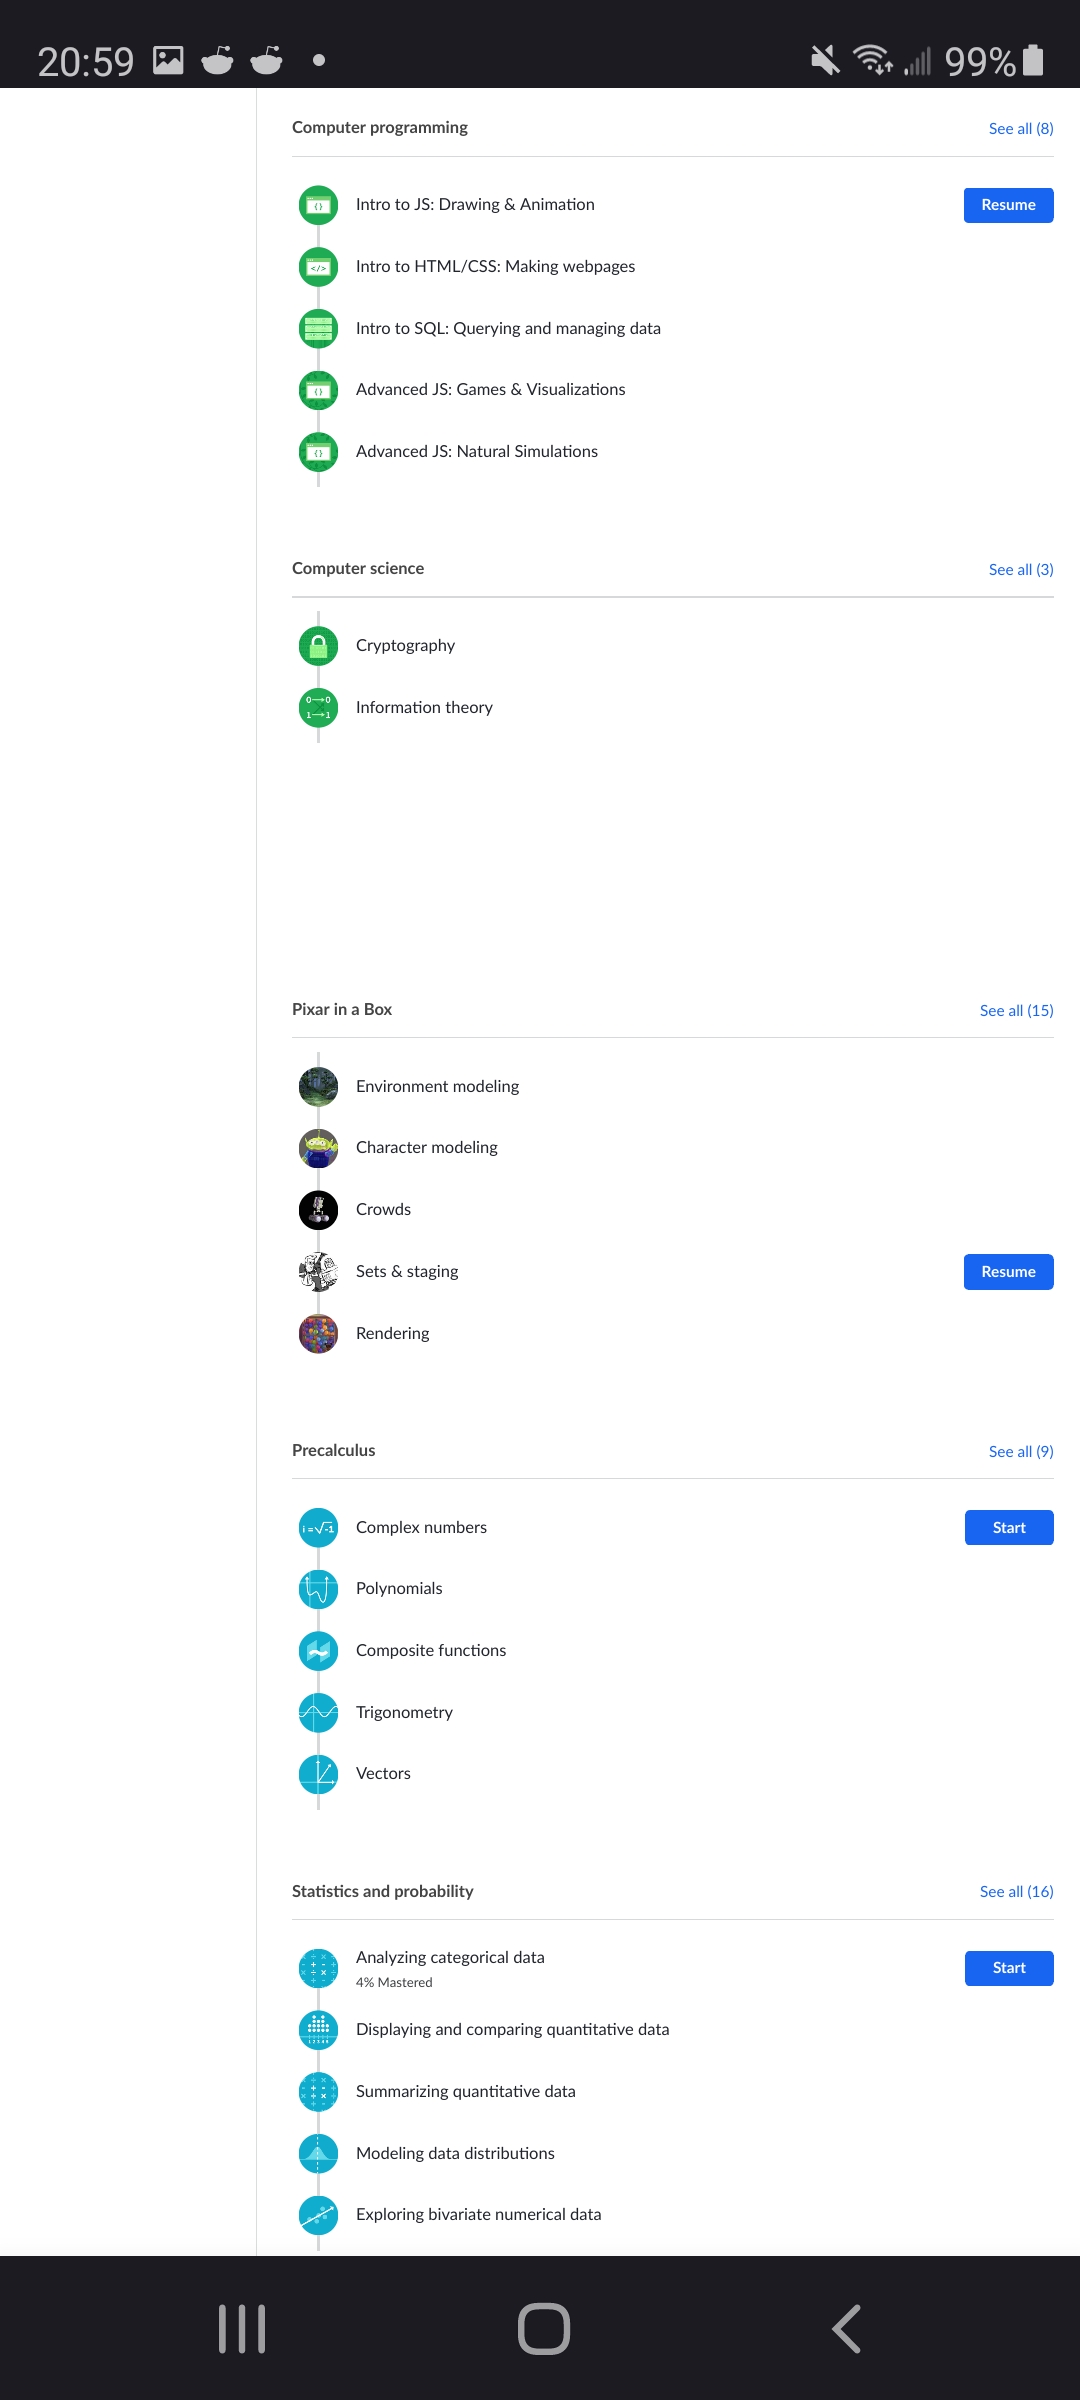 20:59 99%
Computer programming See all (8)
Intro to JS: Drawing & Animation Resume
Intro to HTML/CSS: Making webpages
Intro to SQL: Querying and managing data
Advanced JS: Games & Visualizations
Advanced JS: Natural Simulations
Computer science See all (3)
Cryptography
0→0
1→1
Information theory
Pixar in a Box See all (15)
Environment modeling
Character modeling
Crowds
Sets & staging Resume
Rendering
Precalculus See all (9)
i=√-1 Complex numbers Start
Polynomials
Composite functions
Trigonometry
Vectors
Statistics and probability See all (16)
Analyzing categorical data Start
4% Mastered
Displaying and comparing quantitative data
Summarizing quantitative data
Modeling data distributions
Exploring bivariate numerical data